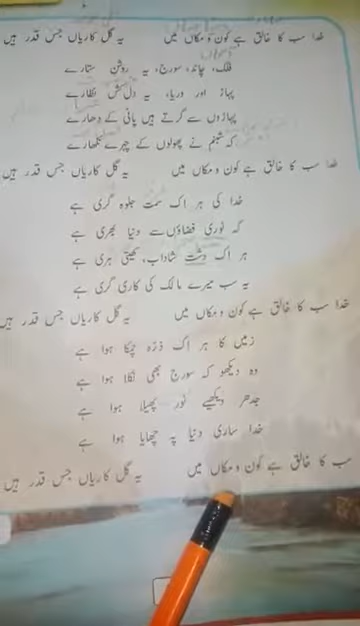 خدا سب کا خالق ہے کون و مکاں میں یہ گل کاریاں جس قدر ہیں
فلک، چاند، سورج، یہ روشن ستارے
پہاڑ اور دریا، یہ دل کش نظارے
پہاڑوں سے گرتے ہیں پانی کے دھارے
کہ شبنم نے پھولوں کے چہرے نکھارے
خدا سب کا خالق ہے کون و مکاں میں یہ گل کاریاں جس قدر ہیں
خدا کی ہر اک سمت جلوہ گری ہے
کہ نوری فضاؤں سے دنیا بھری ہے
ہر اک دشت شاداب، کھیتی ہری ہے
یہ سب میرے مالک کی کاری گری ہے
خدا سب کا خالق ہے کون و مکاں میں یہ گل کاریاں جس قدر ہیں
زمیں کا ہر اک ذرّہ چمکا ہوا ہے
وہ دیکھو کہ سورج بھی نکلا ہوا ہے
جدھر دیکھیے نور پھیلا ہوا ہے
خدا ساری دنیا پہ چھایا ہوا ہے
سب کا خالق ہے کون و مکاں میں یہ گل کاریاں جس قدر ہیں